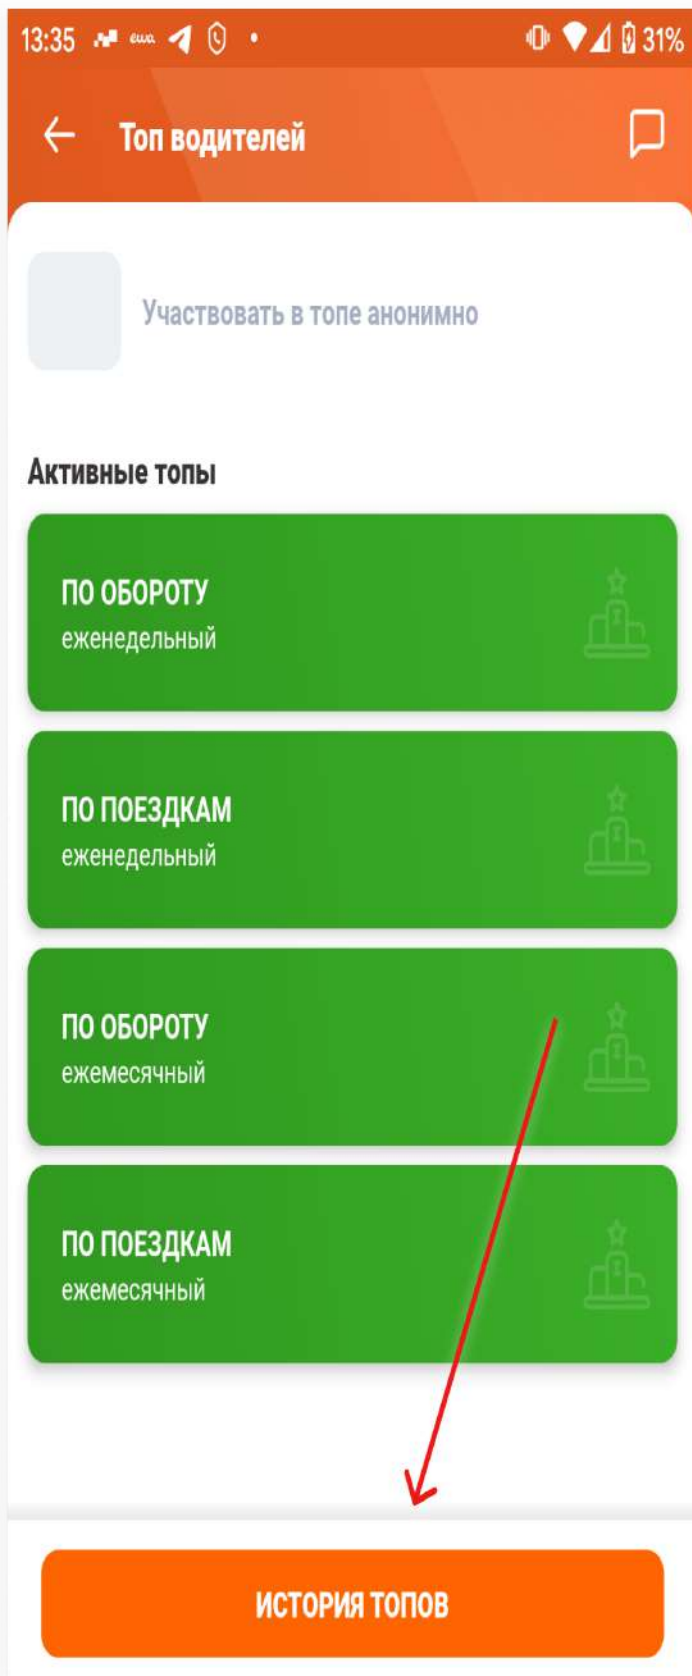 13:35 ewa 31%
Топ водителей
Участвовать в топе анонимно
Активные топы
ПО ОБОРОТУ
еженедельный
ПО ПОЕЗДКАМ
еженедельный
ПО ОБОРОТУ
ежемесячный
ПО ПОЕЗДКАМ
ежемесячный
ИСТОРИЯ ТОПОВ